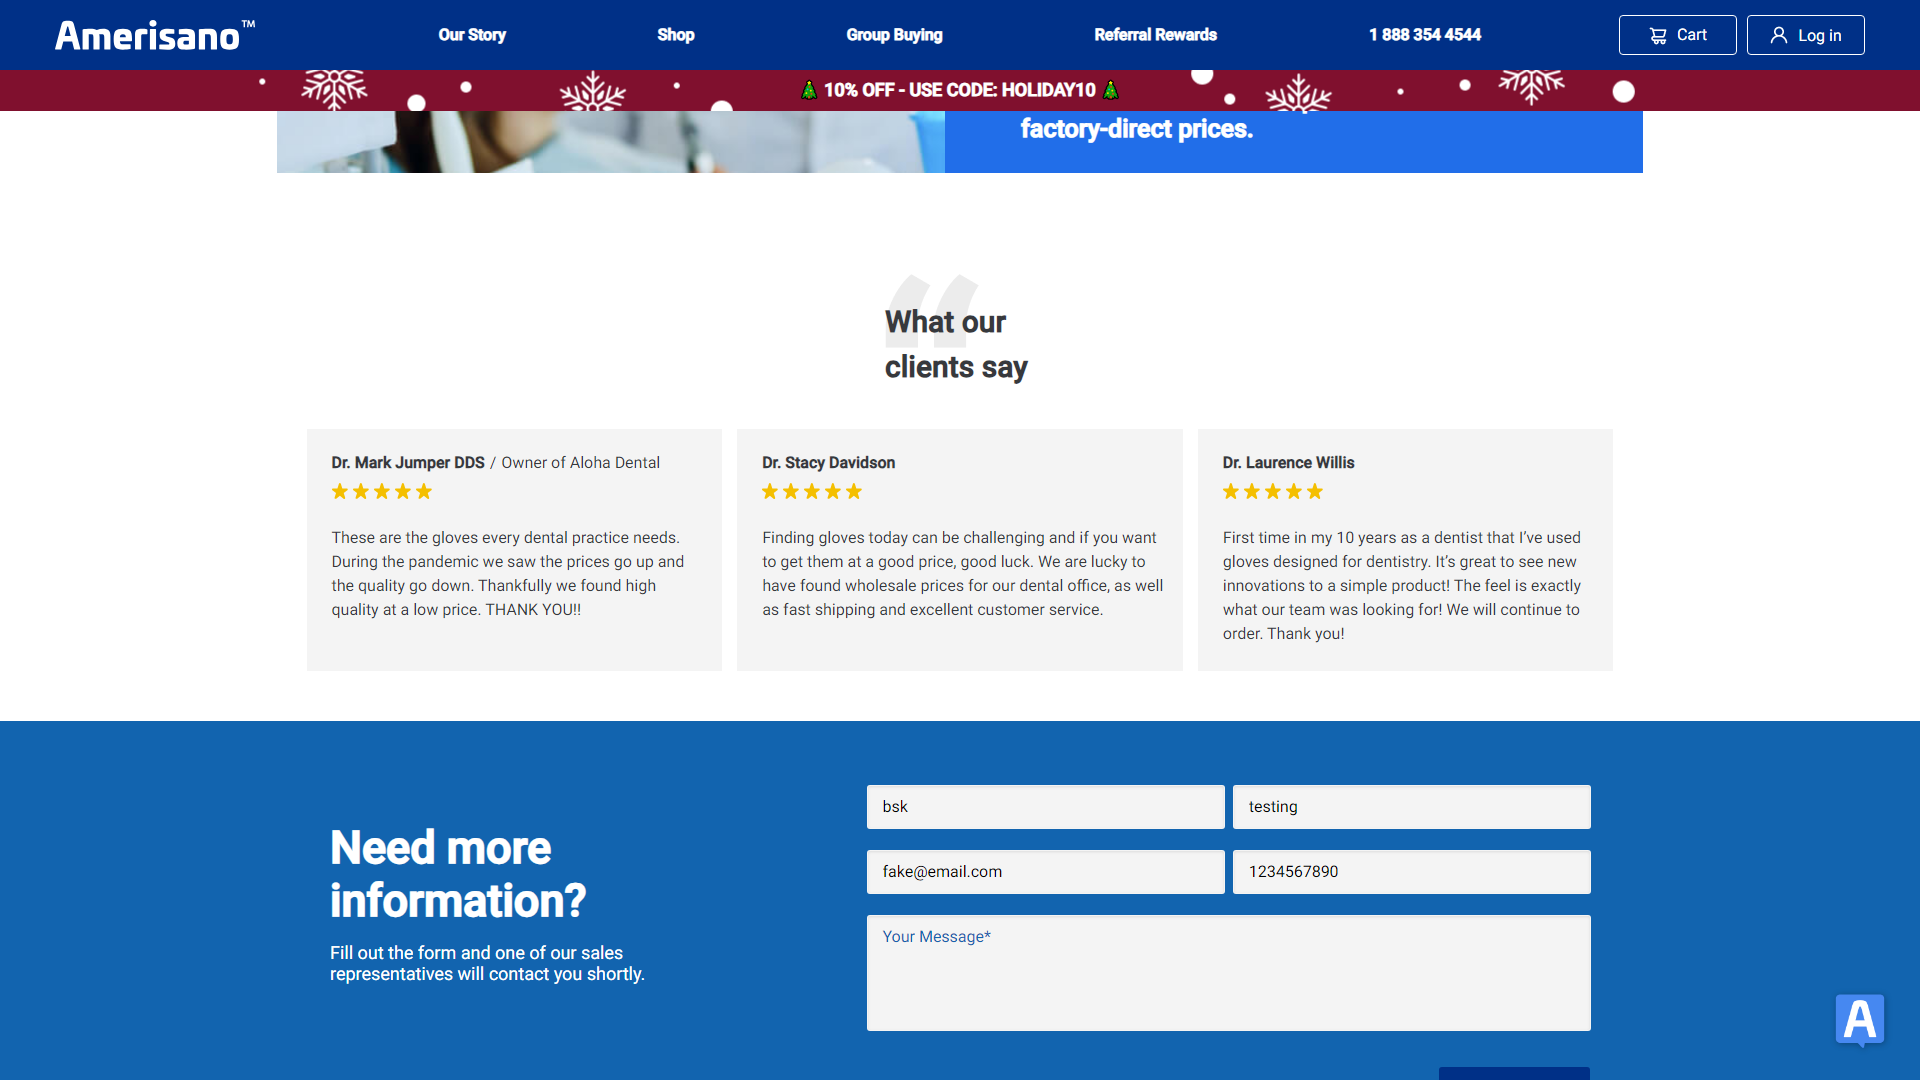 Amerisano™
Our Story
Shop
Group Buying
Referral Rewards
1 888 354 4544
Cart
Log in
10% OFF - USE CODE: HOLIDAY10
factory-direct prices.
What our
clients say
Dr. Mark Jumper DDS / Owner of Aloha Dental
These are the gloves every dental practice needs.
During the pandemic we saw the prices go up and
the quality go down. Thankfully we found high
quality at a low price. THANK YOU!!
Dr. Stacy Davidson
Finding gloves today can be challenging and if you want
to get them at a good price, good luck. We are lucky to
have found wholesale prices for our dental office, as well
as fast shipping and excellent customer service.
Dr. Laurence Willis
First time in my 10 years as a dentist that I’ve used
gloves designed for dentistry. It’s great to see new
innovations to a simple product! The feel is exactly
what our team was looking for! We will continue to
order. Thank you!
Need more
information?
Fill out the form and one of our sales
representatives will contact you shortly.
bsk
testing
fake@email.com
1234567890
Your Message*
A